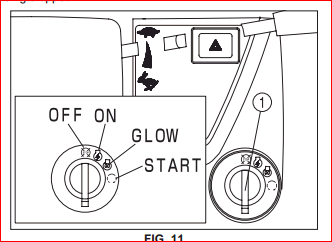 OFF ON
GLOW
START
1
FIG. 11